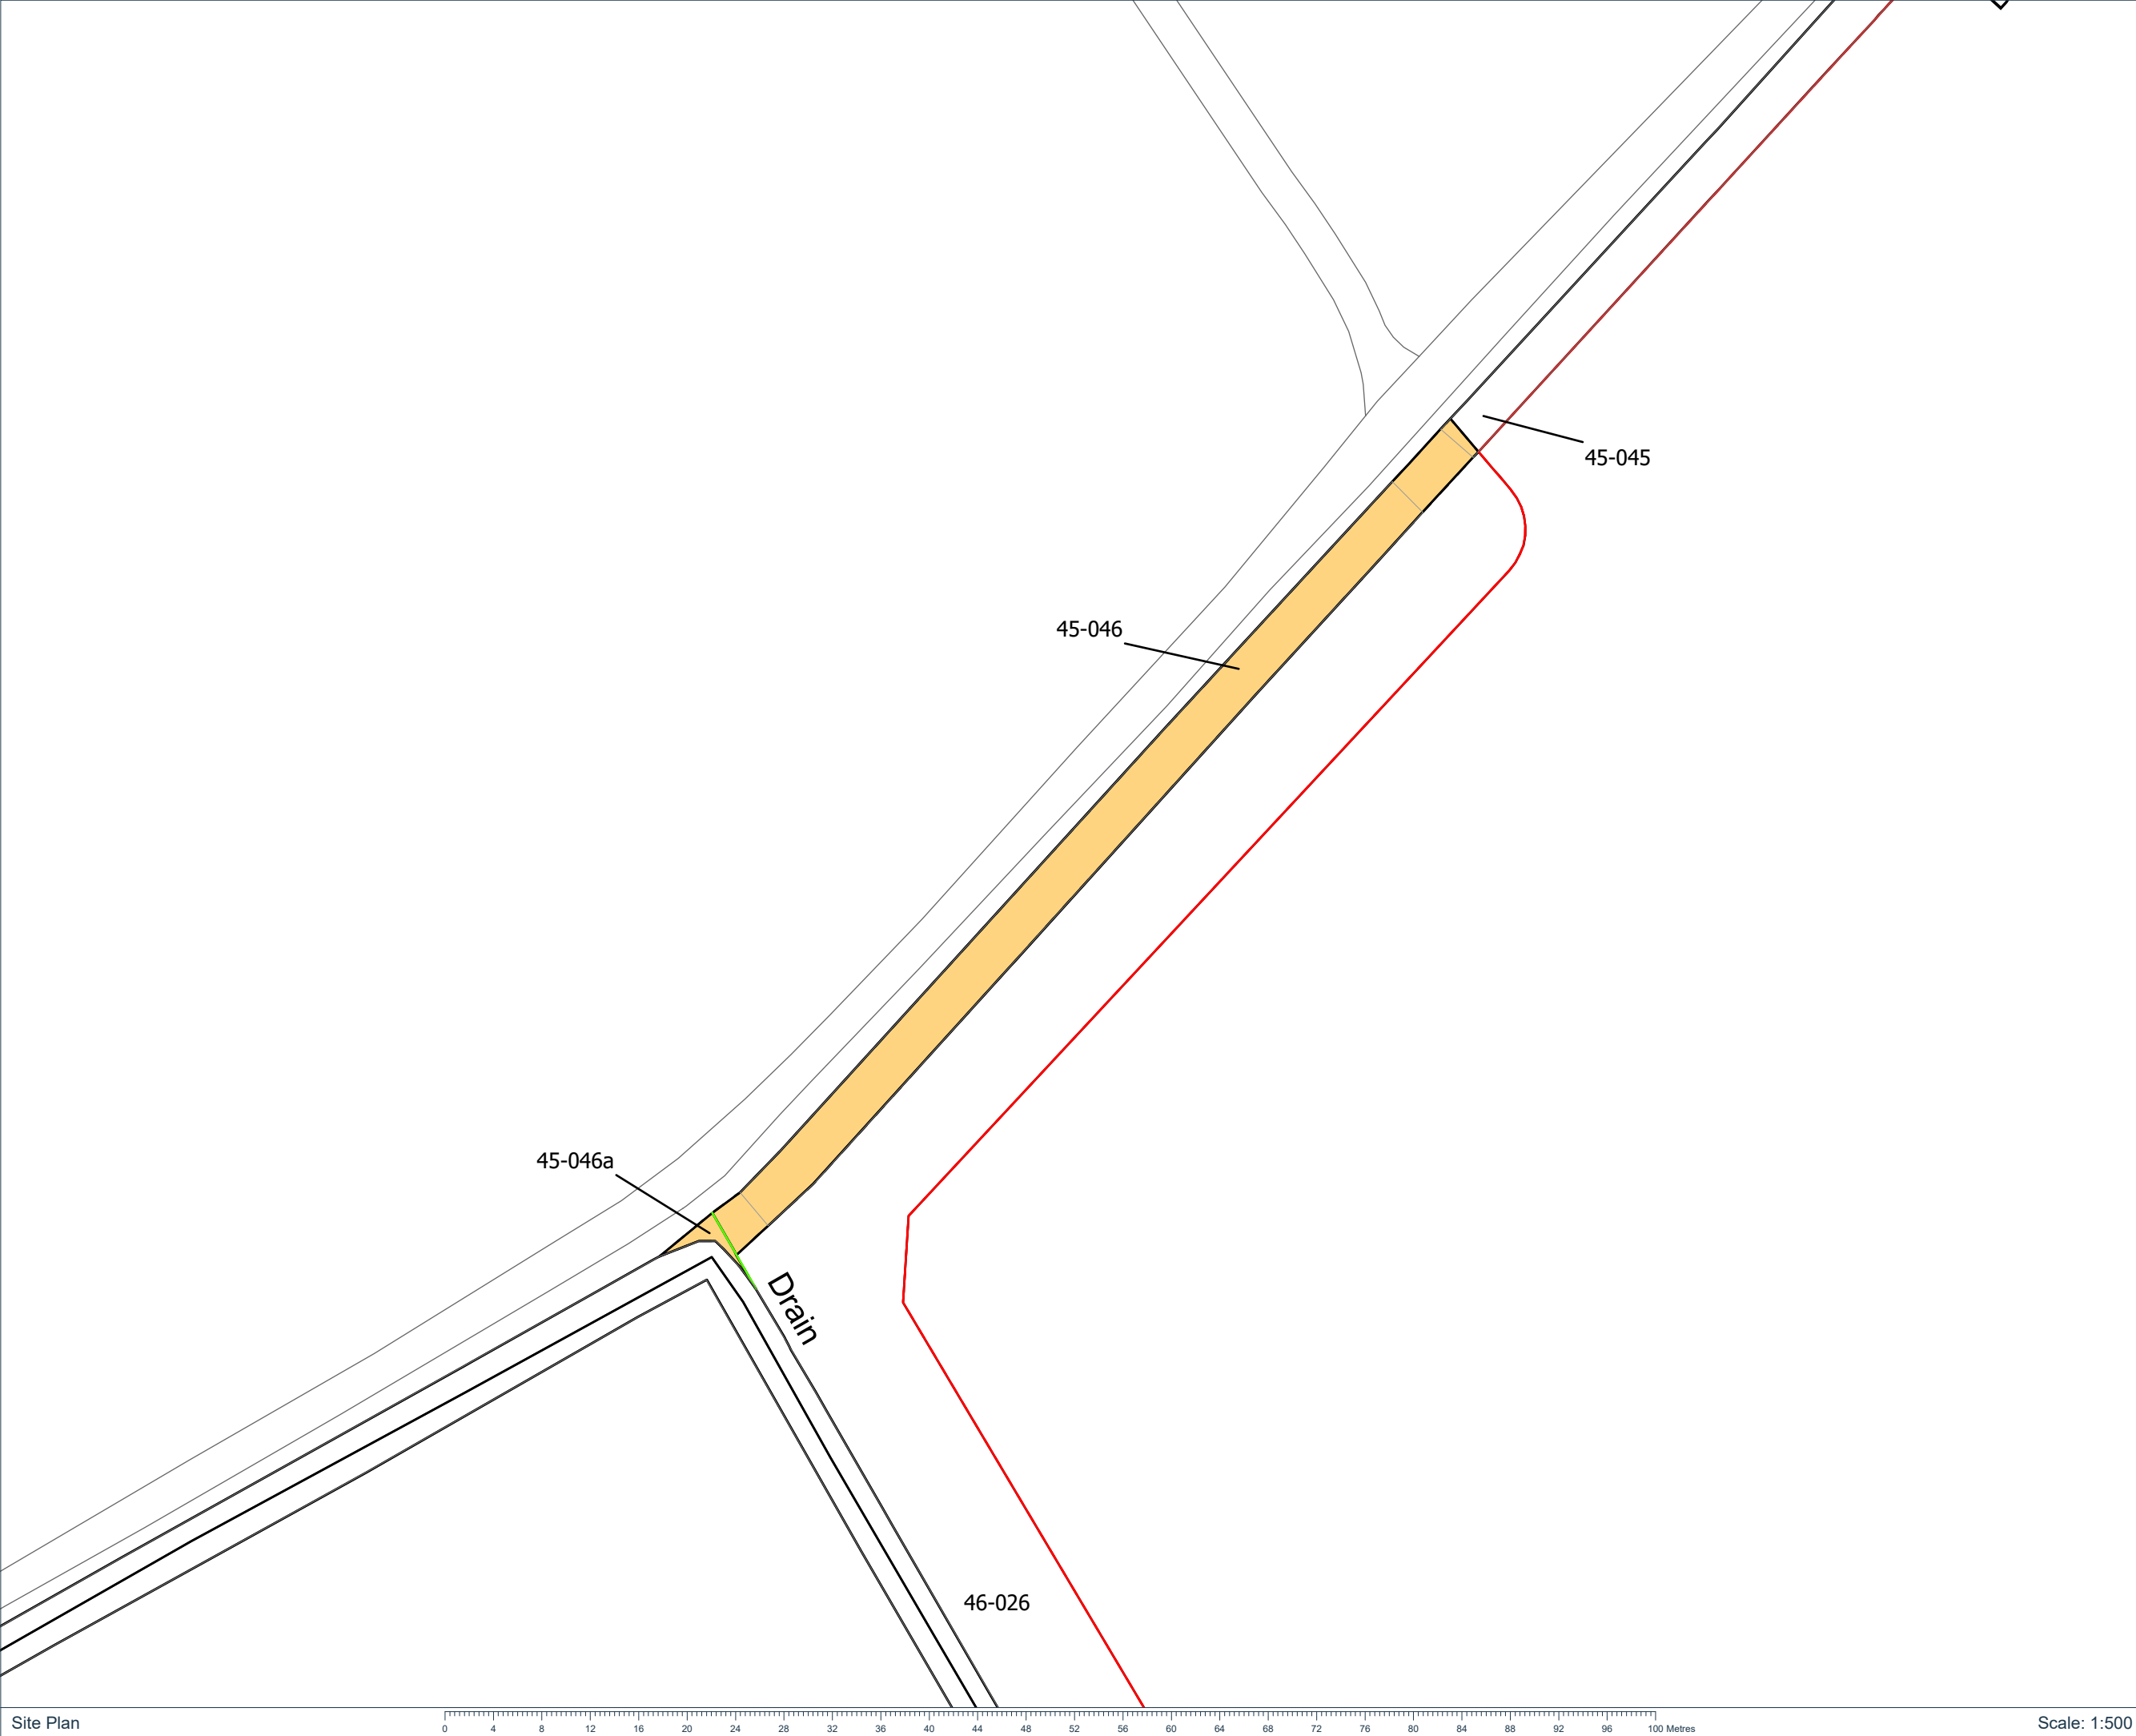 45-045
45-046
45-046a
Drain
46-026
Site Plan
0 4 8 12 16 20 24 28 32 36 40 44 48 52 56 60 64 68 72 76 80 84 88 92 96 100 Metres
Scale: 1:500